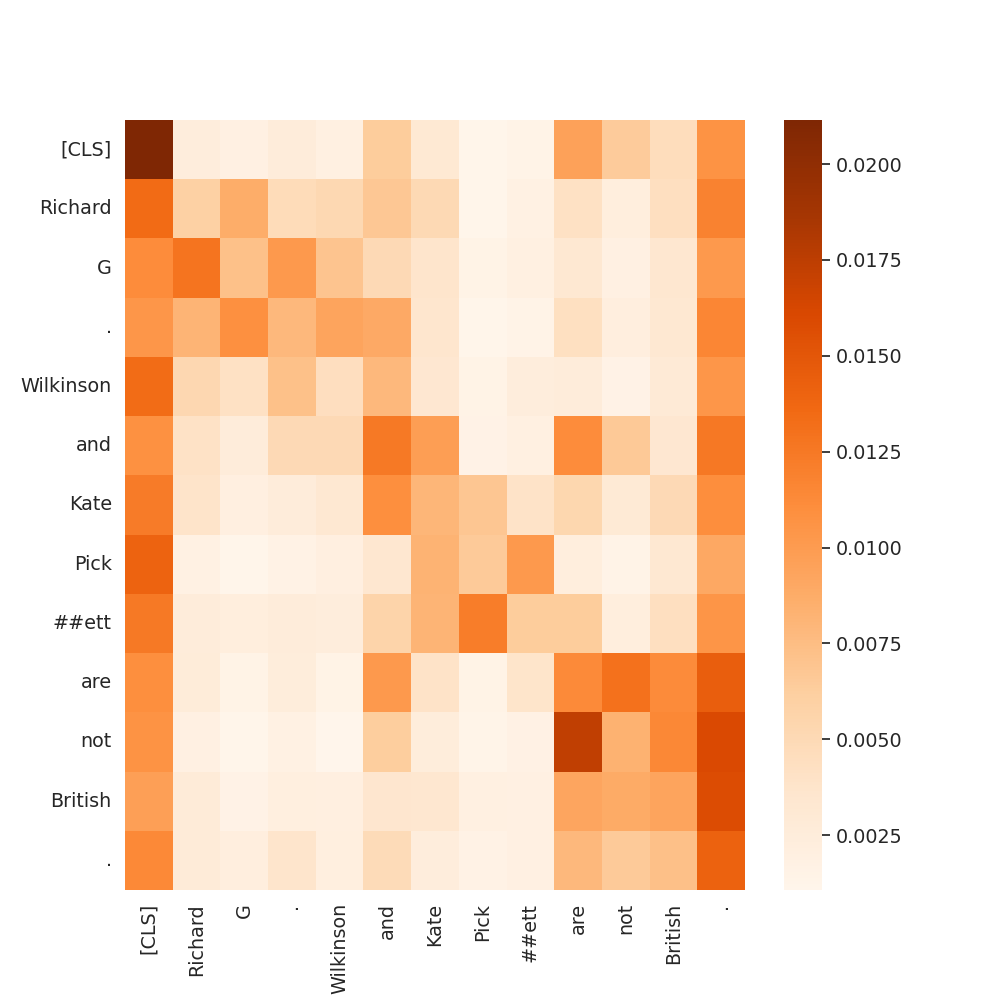 [CLS]
Richard
G
.
Wilkinson
and
Kate
Pick
##ett
are
not
British
.
[CLS]
Richard
G
.
Wilkinson
and
Kate
Pick
##ett
are
not
British
.
0.0200
0.0175
0.0150
0.0125
0.0100
0.0075
0.0050
0.0025